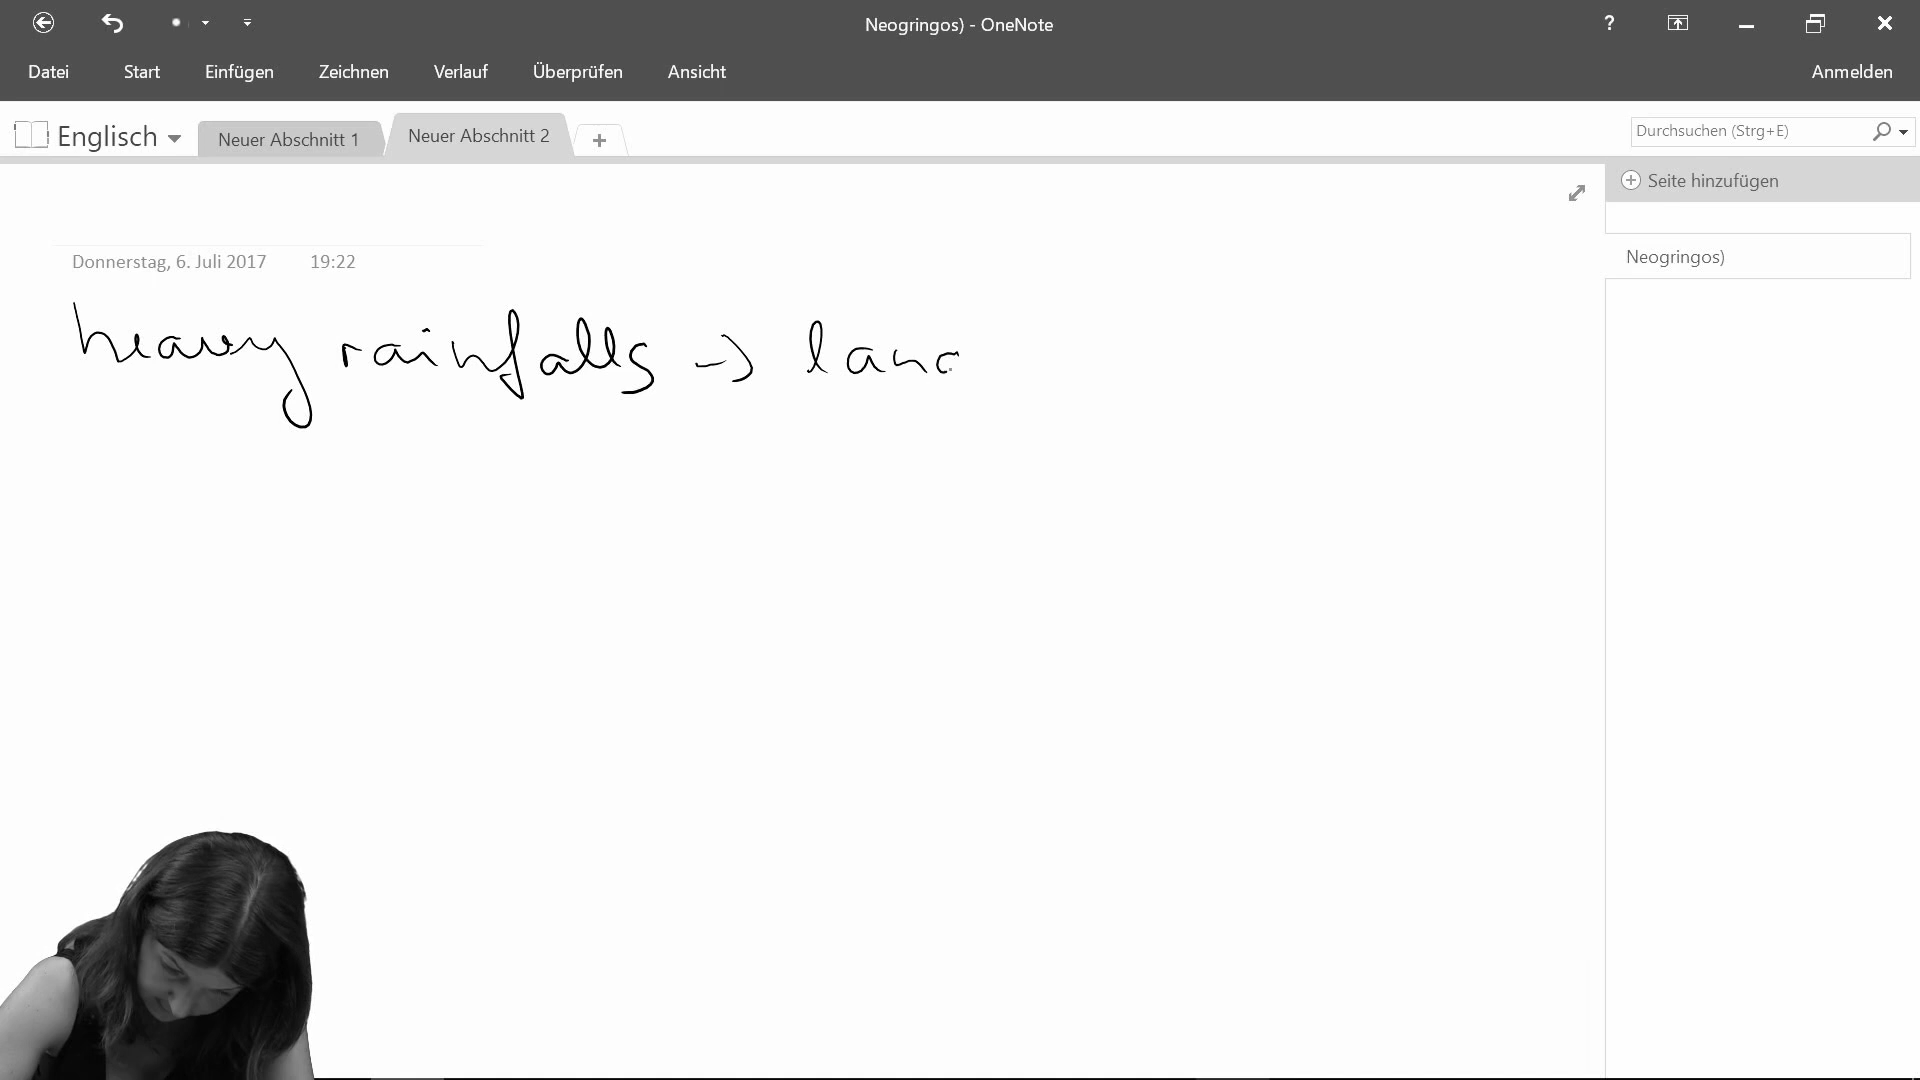 Neogringos) - OneNote
?
Datei Start Einfügen Zeichnen Verlauf Überprüfen Ansicht Anmelden
Englisch Neuer Abschnitt 1 Neuer Abschnitt 2 + Durchsuchen (Strg+E)
Seite hinzufügen
Neogringos)
Donnerstag, 6. Juli 2017 19:22
heavy rainfalls →